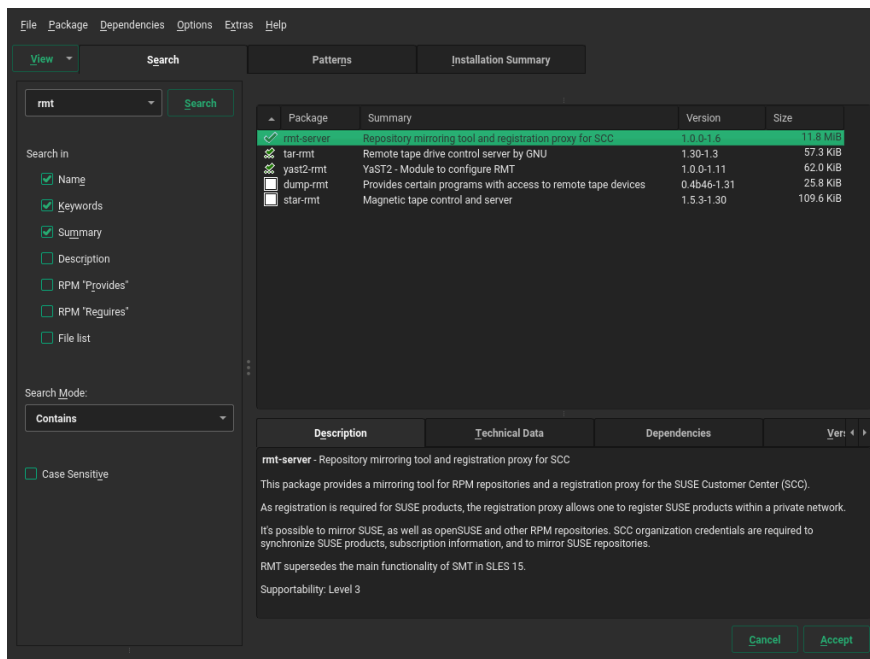 File Package Dependencies Options Extras Help
View Search Patterns Installation Summary
rmt Search
Search in
Name
Keywords
Summary
Description
RPM "Provides"
RPM "Requires"
File list
Search Mode:
Contains
Case Sensitive
Package Summary Version Size
rmt-server Repository mirroring tool and registration proxy for SCC 1.0.0-1.6 11.8 MiB
tar-rmt Remote tape drive control server by GNU 1.30-1.3 57.3 KiB
yast2-rmt YaST2 - Module to configure RMT 1.0.0-1.11 62.0 KiB
dump-rmt Provides certain programs with access to remote tape devices 0.4b46-1.31 25.8 KiB
star-rmt Magnetic tape control and server 1.5.3-1.30 109.6 KiB
Description Technical Data Dependencies Vers
rmt-server - Repository mirroring tool and registration proxy for SCC
This package provides a mirroring tool for RPM repositories and a registration proxy for the SUSE Customer Center (SCC).
As registration is required for SUSE products, the registration proxy allows one to register SUSE products within a private network.
It's possible to mirror SUSE, as well as openSUSE and other RPM repositories. SCC organization credentials are required to
synchronize SUSE products, subscription information, and to mirror SUSE repositories.
RMT supersedes the main functionality of SMT in SLES 15.
Supportability: Level 3
Cancel Accept